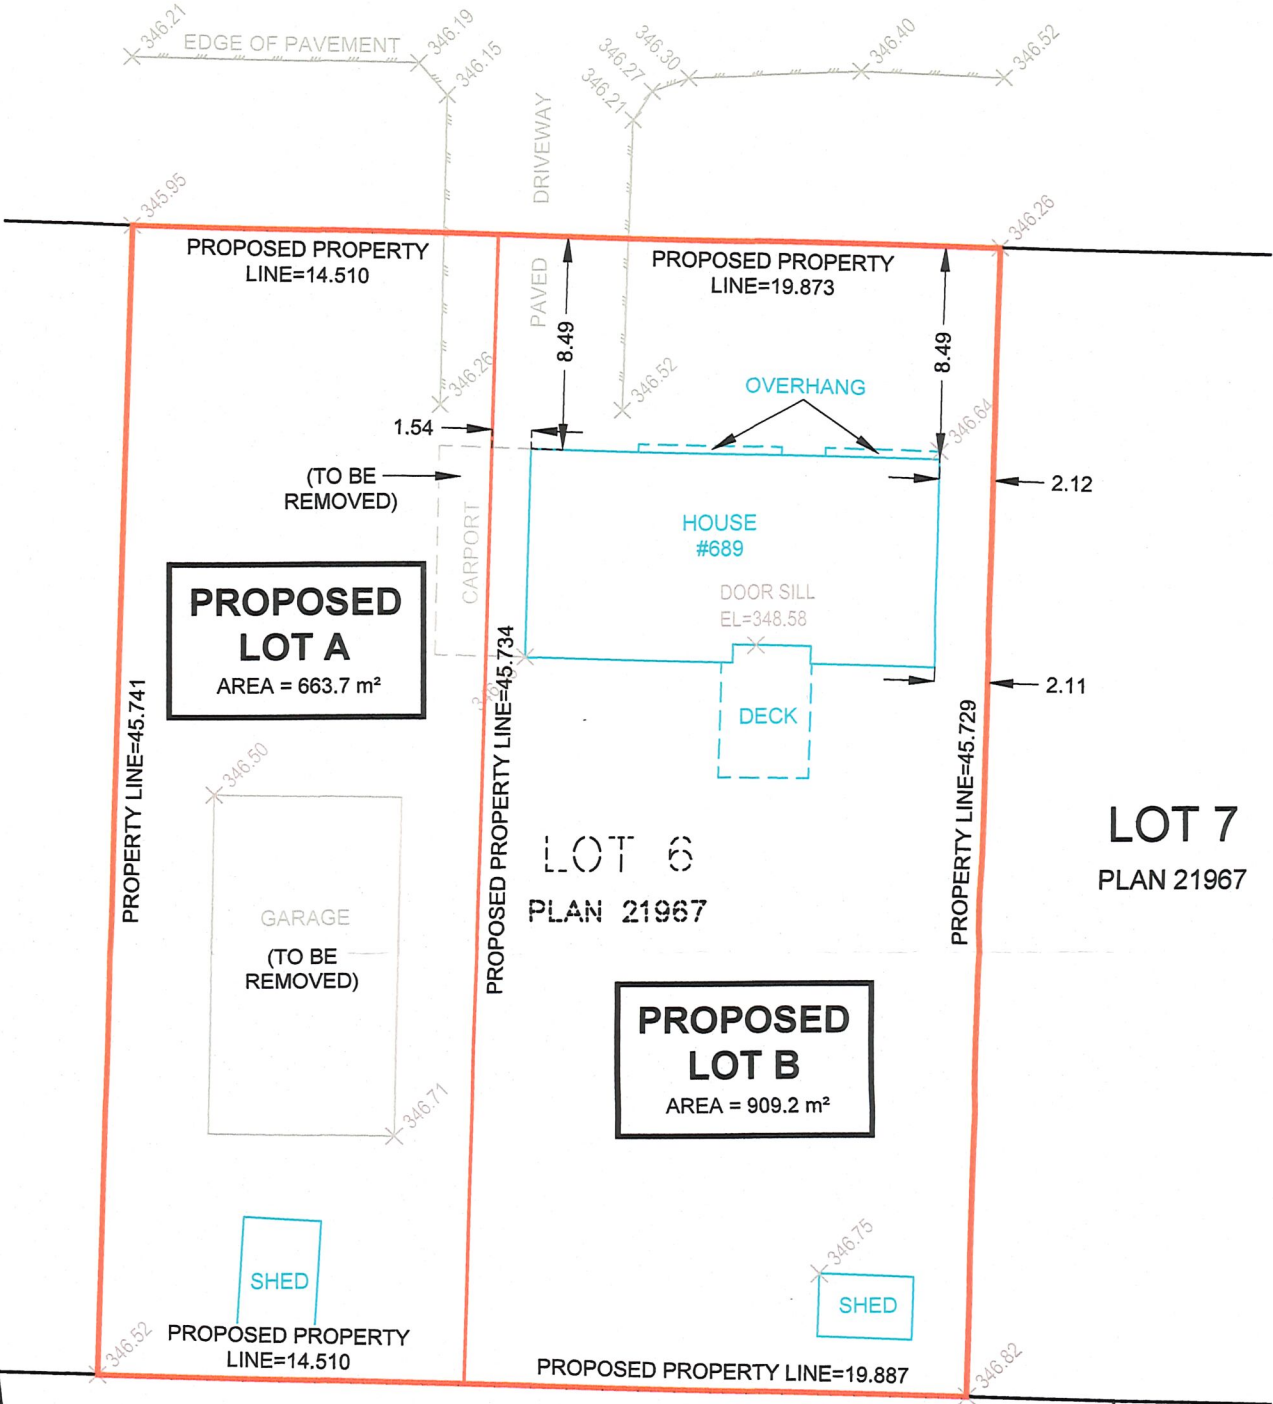 346.21
EDGE OF PAVEMENT
346.19
346.15
346.30
346.27
346.21
346.40
346.52
PAVED DRIVEWAY
345.95
346.26
PROPOSED PROPERTY
LINE=14.510
PROPOSED PROPERTY
LINE=19.873
8.49
8.49
346.26
346.52
OVERHANG
346.64
1.54
(TO BE
REMOVED)
2.12
CARPORT
HOUSE
#689
DOOR SILL
EL=348.58
PROPOSED
LOT A
AREA = 663.7 m²
2.11
DECK
PROPERTY LINE=45.741
PROPOSED PROPERTY LINE=45.734
PROPERTY LINE=45.729
346.50
LOT 6
PLAN 21967
LOT 7
PLAN 21967
GARAGE
(TO BE
REMOVED)
PROPOSED
LOT B
AREA = 909.2 m²
346.71
SHED
346.75
SHED
346.52
PROPOSED PROPERTY
LINE=14.510
PROPOSED PROPERTY LINE=19.887
346.82